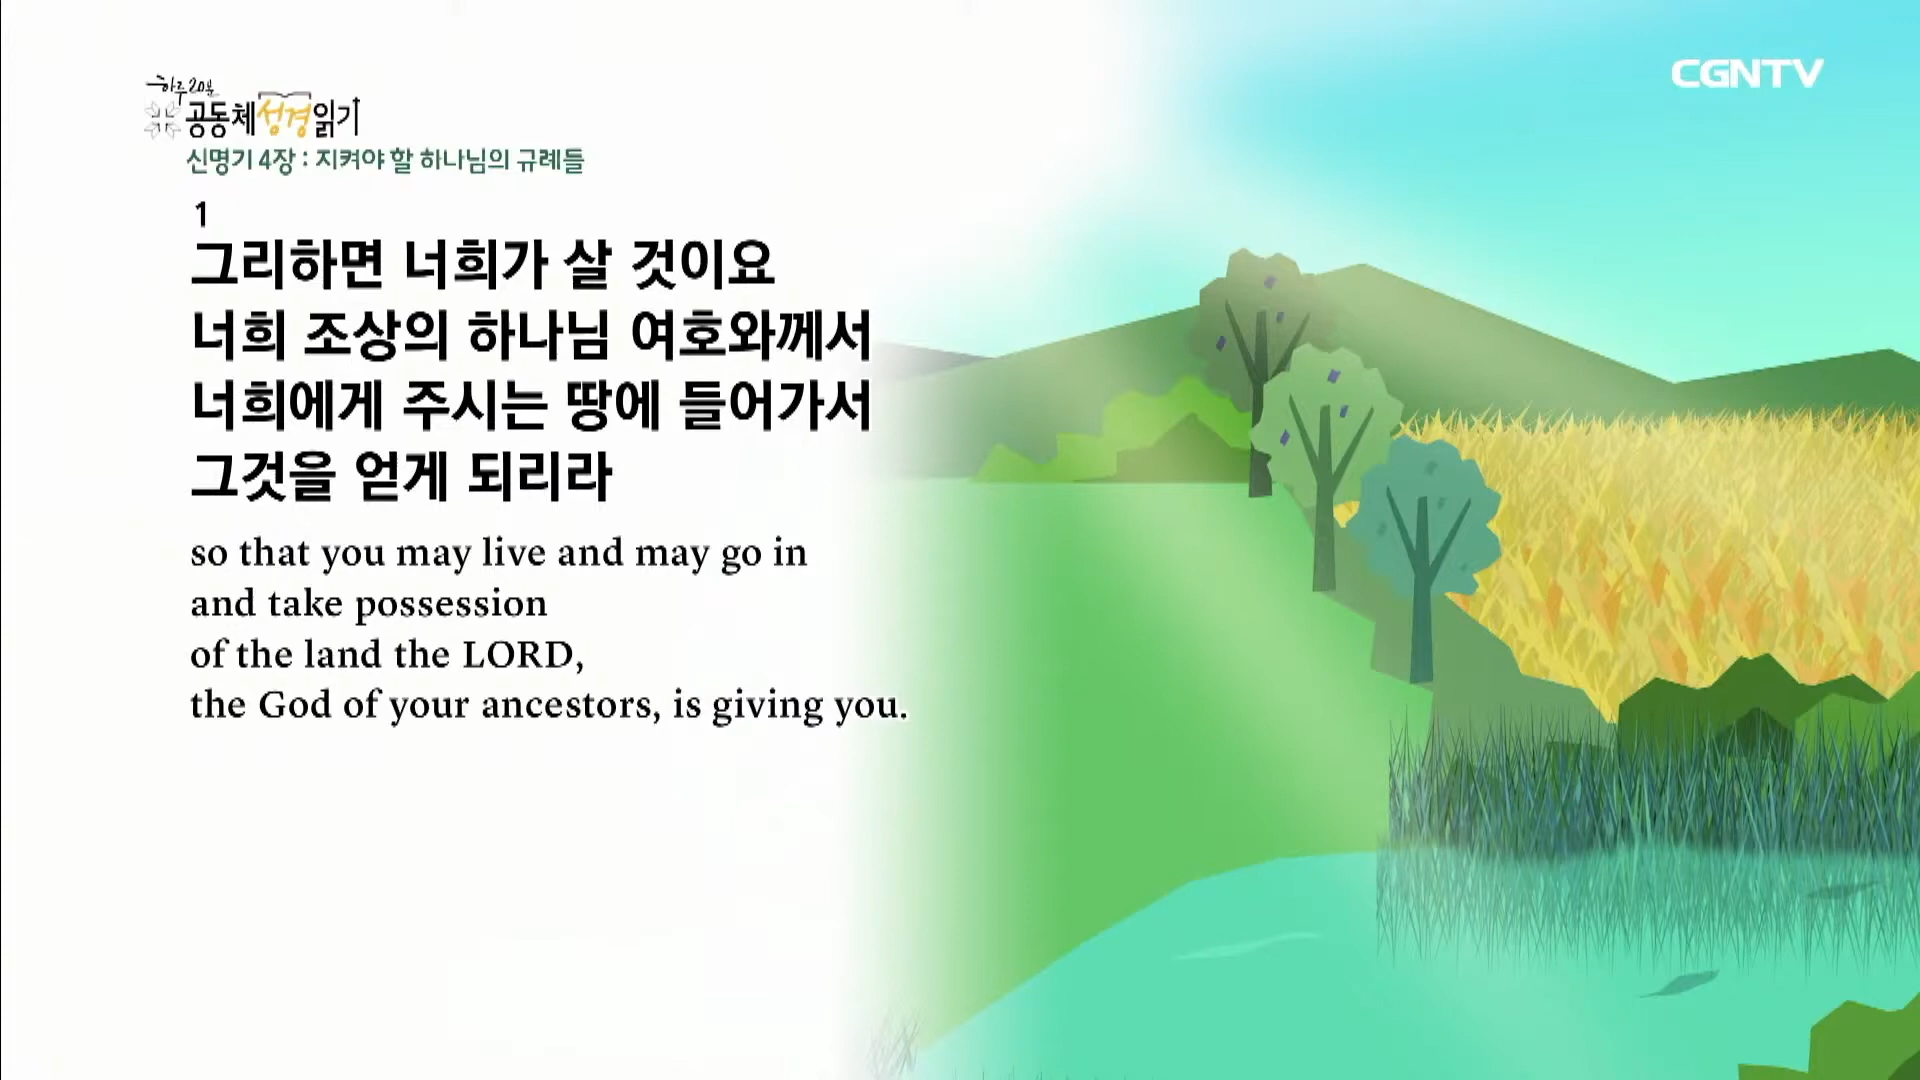 하루 20분
공동체성경읽기
CGNTV
신명기 4장 : 지켜야 할 하나님의 규례들
1
그리하면 너희가 살 것이요
너희 조상의 하나님 여호와께서
너희에게 주시는 땅에 들어가서
그것을 얻게 되리라
so that you may live and may go in
and take possession
of the land the LORD,
the God of your ancestors, is giving you.